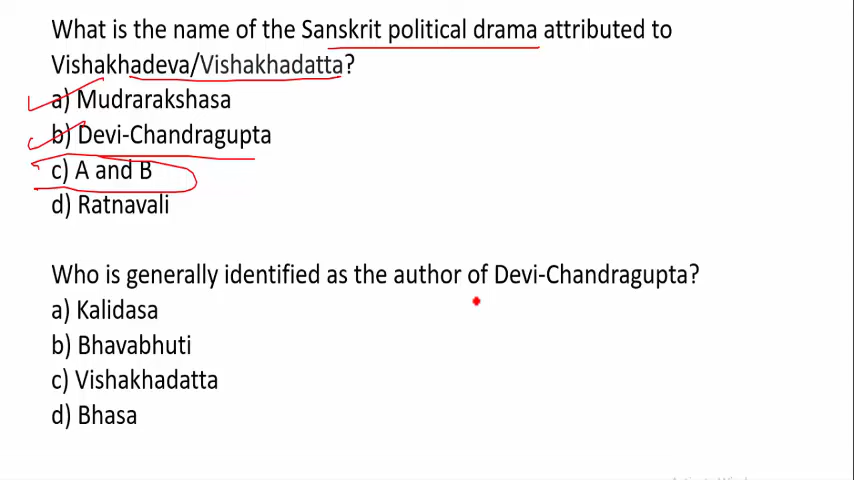 What is the name of the Sanskrit political drama attributed to
Vishakhadeva/Vishakhadatta?
a) Mudrarakshasa
b) Devi-Chandragupta
c) A and B
d) Ratnavali
Who is generally identified as the author of Devi-Chandragupta?
a) Kalidasa
b) Bhavabhuti
c) Vishakhadatta
d) Bhasa